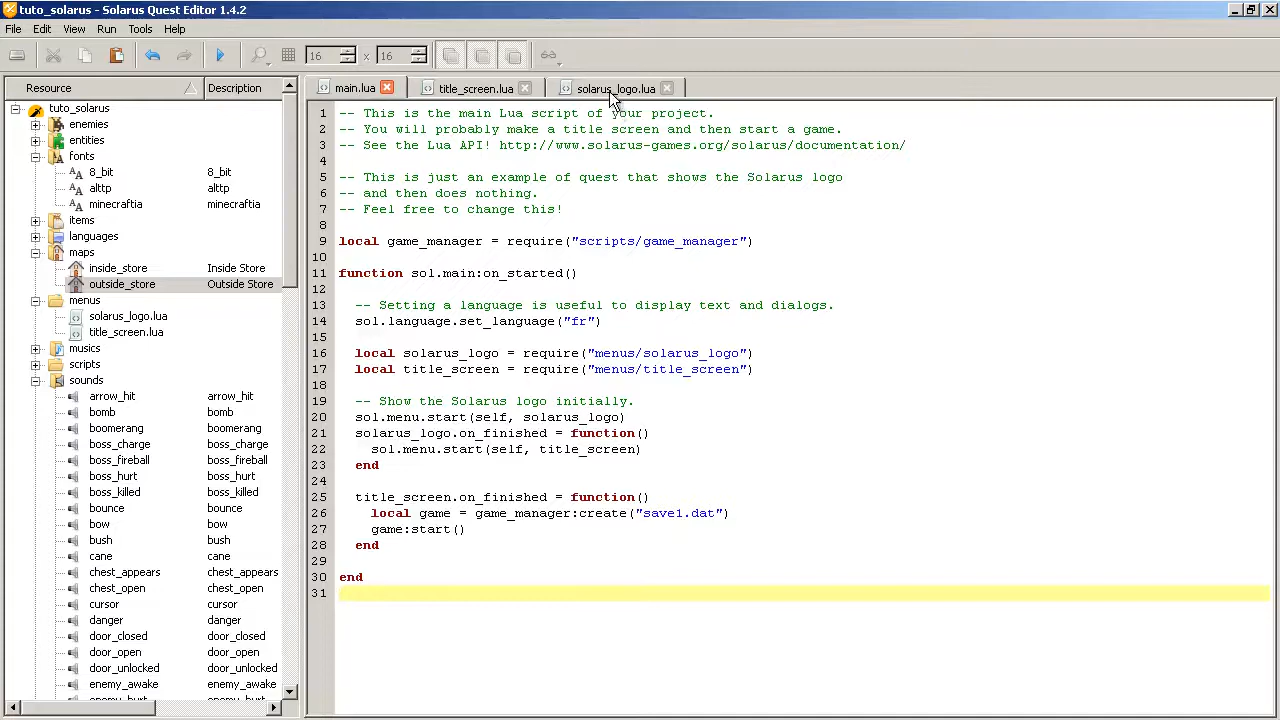 tuto_solarus - Solarus Quest Editor 1.4.2
File Edit View Run Tools Help
16 x 16
Resource Description
main.lua title_screen.lua solarus_logo.lua
tuto_solarus
enemies
entities
fonts
8_bit 8_bit
alttp alttp
minecraftia minecraftia
items
languages
maps
inside_store Inside Store
outside_store Outside Store
menus
solarus_logo.lua
title_screen.lua
musics
scripts
sounds
arrow_hit arrow_hit
bomb bomb
boomerang boomerang
boss_charge boss_charge
boss_fireball boss_fireball
boss_hurt boss_hurt
boss_killed boss_killed
bounce bounce
bow bow
bush bush
cane cane
chest_appears chest_appears
chest_open chest_open
cursor cursor
danger danger
door_closed door_closed
door_open door_open
door_unlocked door_unlocked
enemy_awake enemy_awake
1 -- This is the main Lua script of your project.
2 -- You will probably make a title screen and then start a game.
3 -- See the Lua API! http://www.solarus-games.org/solarus/documentation/
4
5 -- This is just an example of quest that shows the Solarus logo
6 -- and then does nothing.
7 -- Feel free to change this!
8
9 local game_manager = require("scripts/game_manager")
10
11 function sol.main:on_started()
12
13 -- Setting a language is useful to display text and dialogs.
14 sol.language.set_language("fr")
15
16 local solarus_logo = require("menus/solarus_logo")
17 local title_screen = require("menus/title_screen")
18
19 -- Show the Solarus logo initially.
20 sol.menu.start(self, solarus_logo)
21 solarus_logo.on_finished = function()
22 sol.menu.start(self, title_screen)
23 end
24
25 title_screen.on_finished = function()
26 local game = game_manager:create("save1.dat")
27 game:start()
28 end
29
30 end
31